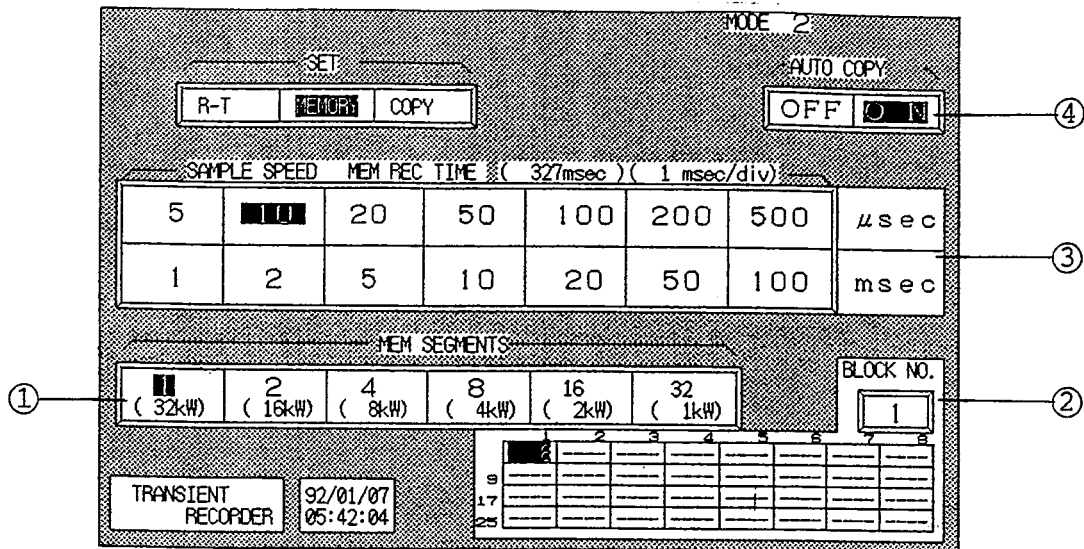 MODE 2
SET
AUTO COPY
R-T MEMORY COPY
OFF ON
④
SAMPLE SPEED MEM REC TIME ( 327msec )( 1 msec/div)
5 10 20 50 100 200 500 μsec
③
1 2 5 10 20 50 100 msec
MEM SEGMENTS
BLOCK NO.
① 1 2 4 8 16 32
( 32kW) ( 16kW) ( 8kW) ( 4kW) ( 2kW) ( 1kW)
1 ②
1 2 3 4 5 6 7 8
9
17
25
TRANSIENT
RECORDER
92/01/07
05:42:04